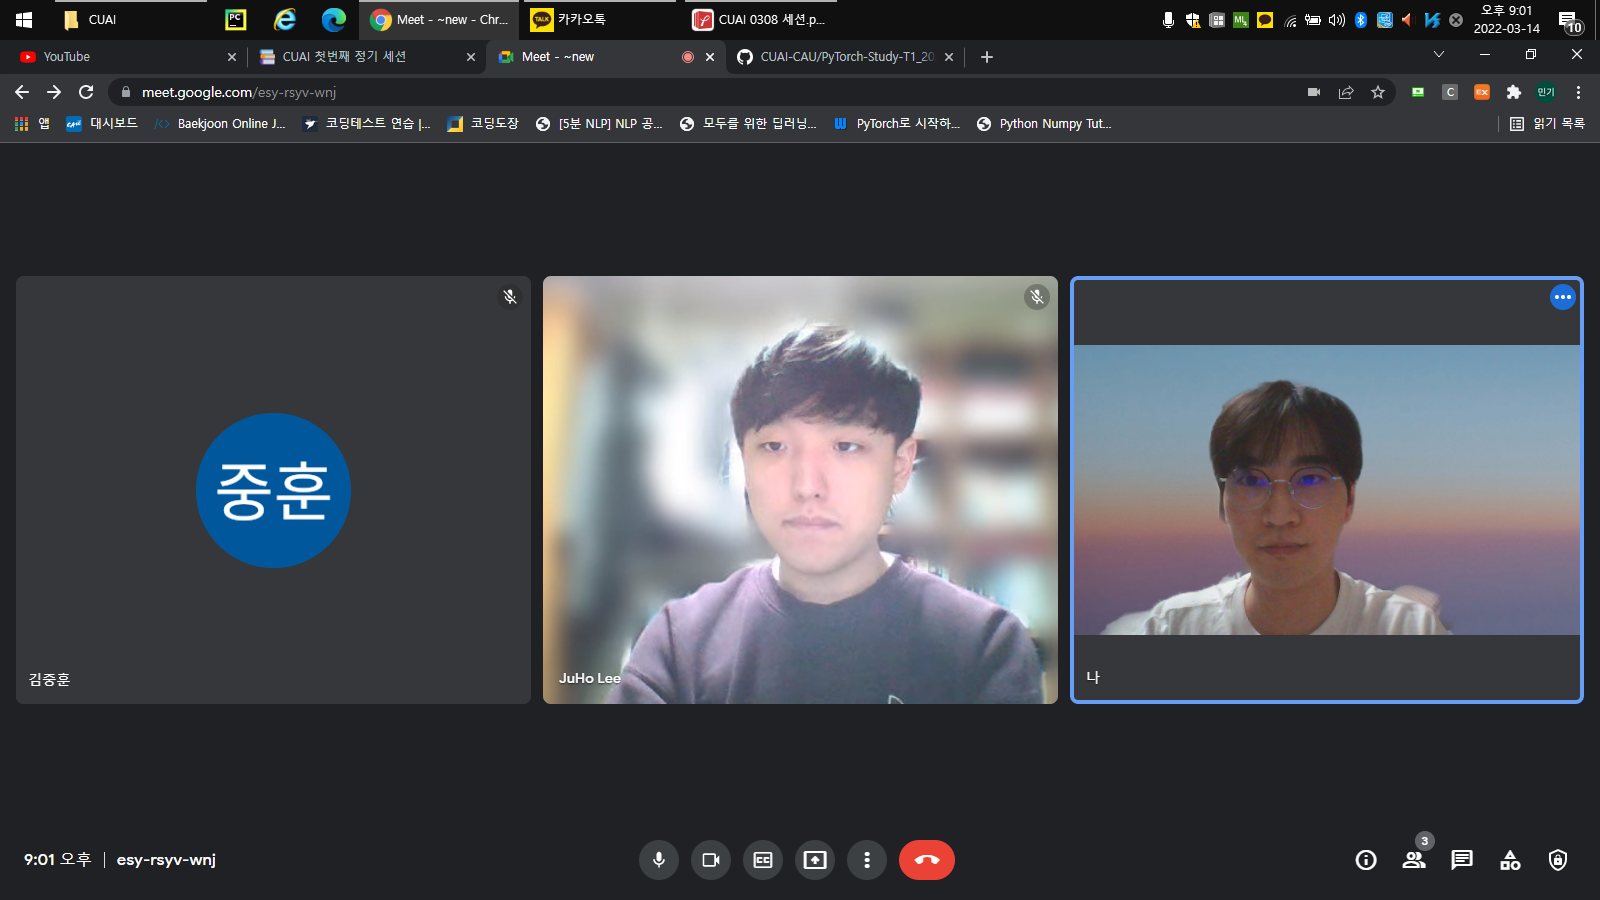 CUAI
Meet - ~new - Chr...
카카오톡
CUAI 0308 세션.p...
오후 9:01
2022-03-14
10
YouTube
CUAI 첫번째 정기 세션
Meet - ~new
CUAI-CAU/PyTorch-Study-T1_20
meet.google.com/esy-rsyv-wnj
민기
앱
대시보드
Baekjoon Online J...
코딩테스트 연습 |...
코딩도장
[5분 NLP] NLP 공...
모두를 위한 딥러닝...
PyTorch로 시작하...
Python Numpy Tut...
읽기 목록
중훈
김중훈
JuHo Lee
나
9:01 오후
esy-rsyv-wnj
3